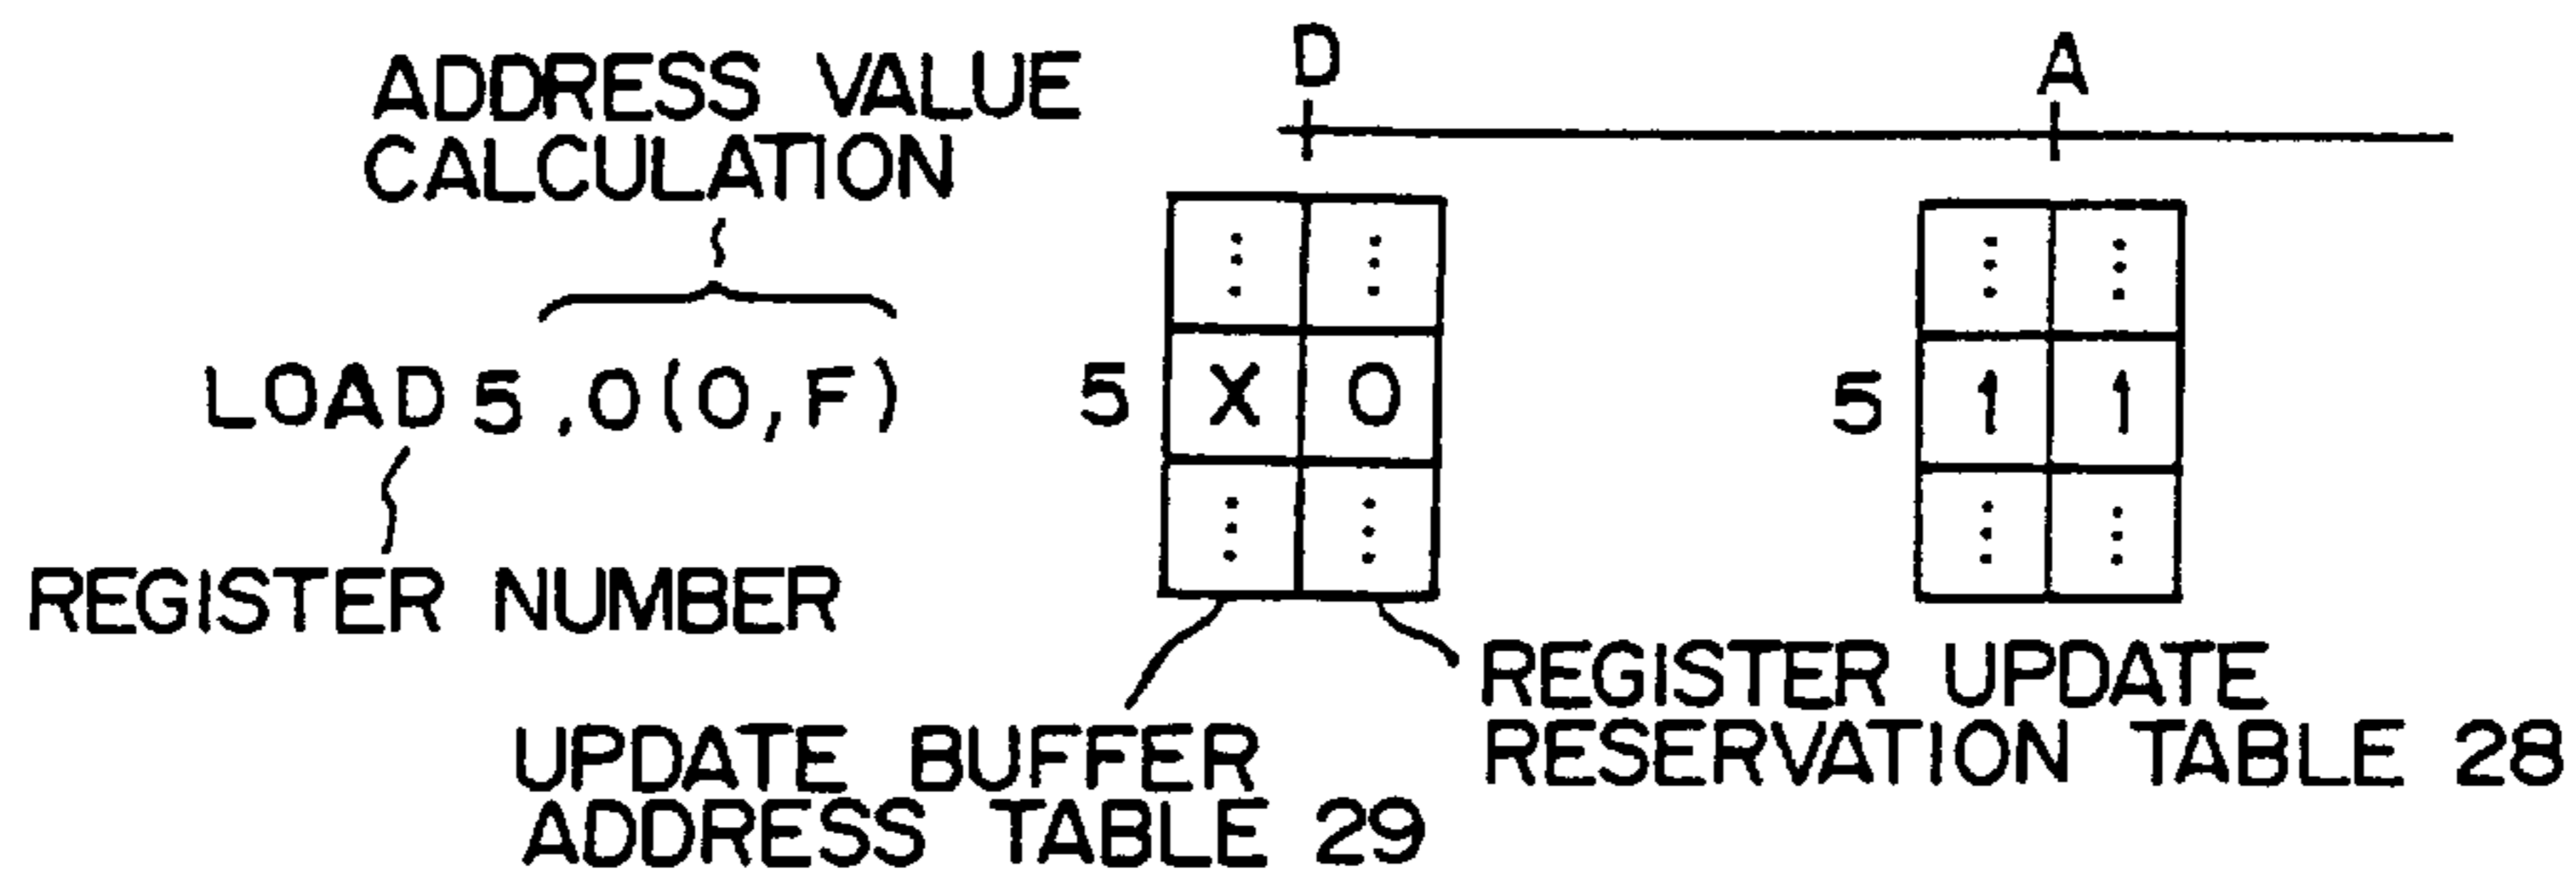 ADDRESS VALUE
CALCULATION
D
A
LOAD 5 ,0(0,F)
5 X 0
5 1 1
REGISTER NUMBER
REGISTER UPDATE
RESERVATION TABLE 28
UPDATE BUFFER
ADDRESS TABLE 29